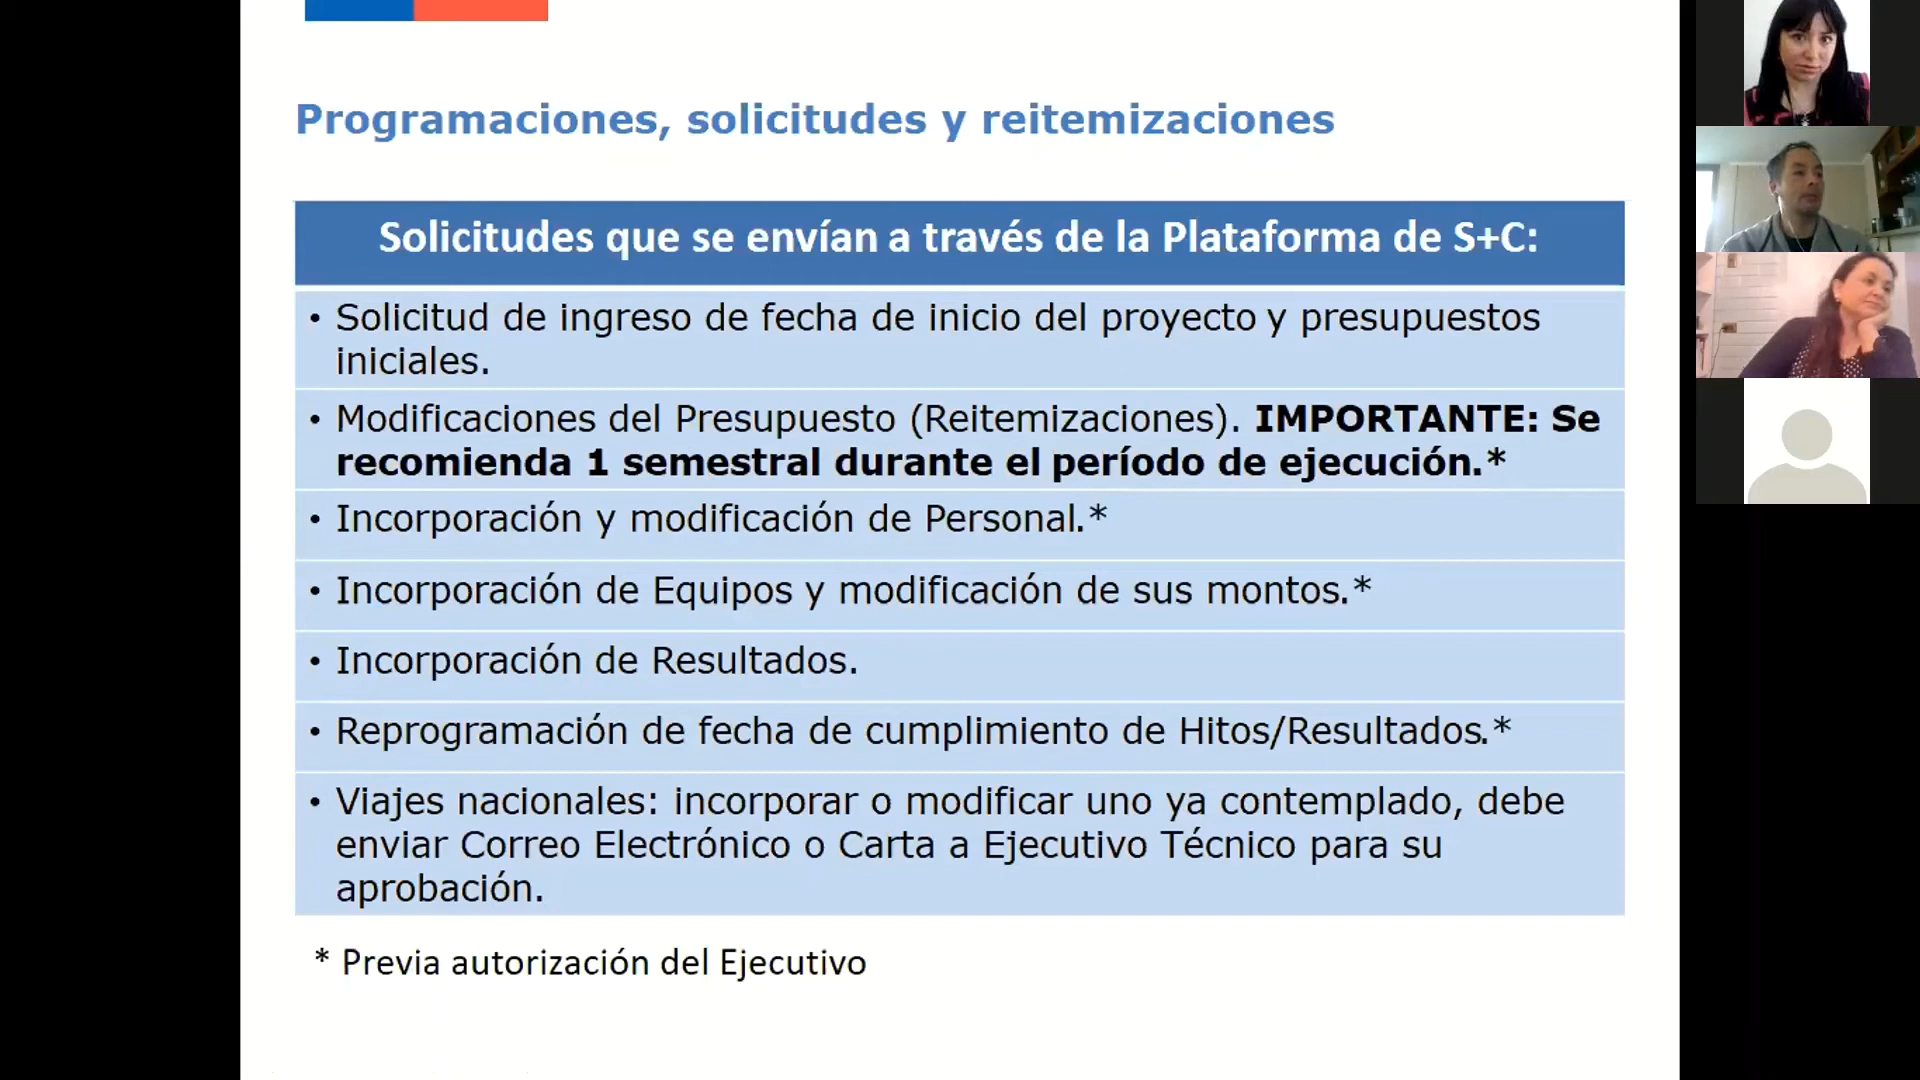 Programaciones, solicitudes y reitemizaciones
Solicitudes que se envían a través de la Plataforma de S+C:
• Solicitud de ingreso de fecha de inicio del proyecto y presupuestos
iniciales.
• Modificaciones del Presupuesto (Reitemizaciones). IMPORTANTE: Se
recomienda 1 semestral durante el período de ejecución.*
• Incorporación y modificación de Personal.*
• Incorporación de Equipos y modificación de sus montos.*
• Incorporación de Resultados.
• Reprogramación de fecha de cumplimiento de Hitos/Resultados.*
• Viajes nacionales: incorporar o modificar uno ya contemplado, debe
enviar Correo Electrónico o Carta a Ejecutivo Técnico para su
aprobación.
* Previa autorización del Ejecutivo